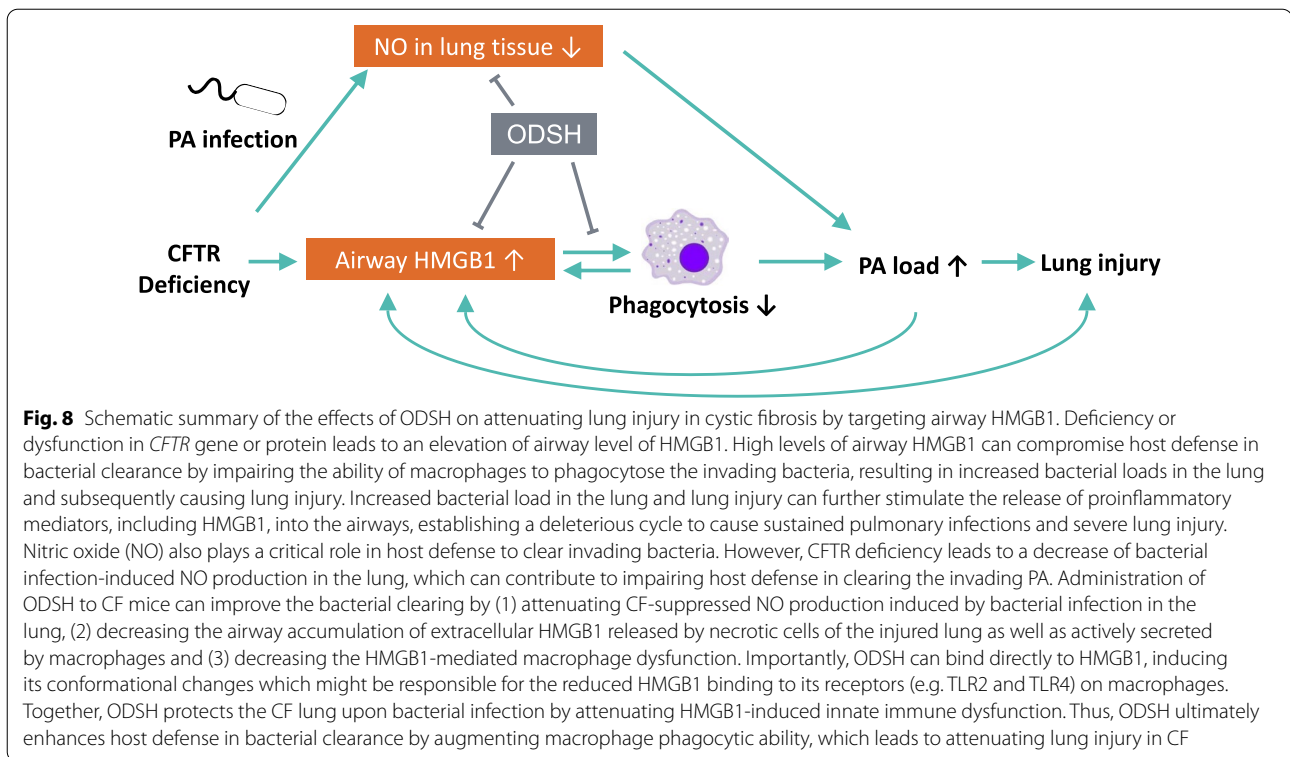 NO in lung tissue ↓
PA infection
ODSH
CFTR
Deficiency
Airway HMGB1 ↑
Phagocytosis ↓
PA load ↑
Lung injury
Fig. 8 Schematic summary of the effects of ODSH on attenuating lung injury in cystic fibrosis by targeting airway HMGB1. Deficiency or
dysfunction in CFTR gene or protein leads to an elevation of airway level of HMGB1. High levels of airway HMGB1 can compromise host defense in
bacterial clearance by impairing the ability of macrophages to phagocytose the invading bacteria, resulting in increased bacterial loads in the lung
and subsequently causing lung injury. Increased bacterial load in the lung and lung injury can further stimulate the release of proinflammatory
mediators, including HMGB1, into the airways, establishing a deleterious cycle to cause sustained pulmonary infections and severe lung injury.
Nitric oxide (NO) also plays a critical role in host defense to clear invading bacteria. However, CFTR deficiency leads to a decrease of bacterial
infection-induced NO production in the lung, which can contribute to impairing host defense in clearing the invading PA. Administration of
ODSH to CF mice can improve the bacterial clearing by (1) attenuating CF-suppressed NO production induced by bacterial infection in the
lung, (2) decreasing the airway accumulation of extracellular HMGB1 released by necrotic cells of the injured lung as well as actively secreted
by macrophages and (3) decreasing the HMGB1-mediated macrophage dysfunction. Importantly, ODSH can bind directly to HMGB1, inducing
its conformational changes which might be responsible for the reduced HMGB1 binding to its receptors (e.g. TLR2 and TLR4) on macrophages.
Together, ODSH protects the CF lung upon bacterial infection by attenuating HMGB1-induced innate immune dysfunction. Thus, ODSH ultimately
enhances host defense in bacterial clearance by augmenting macrophage phagocytic ability, which leads to attenuating lung injury in CF